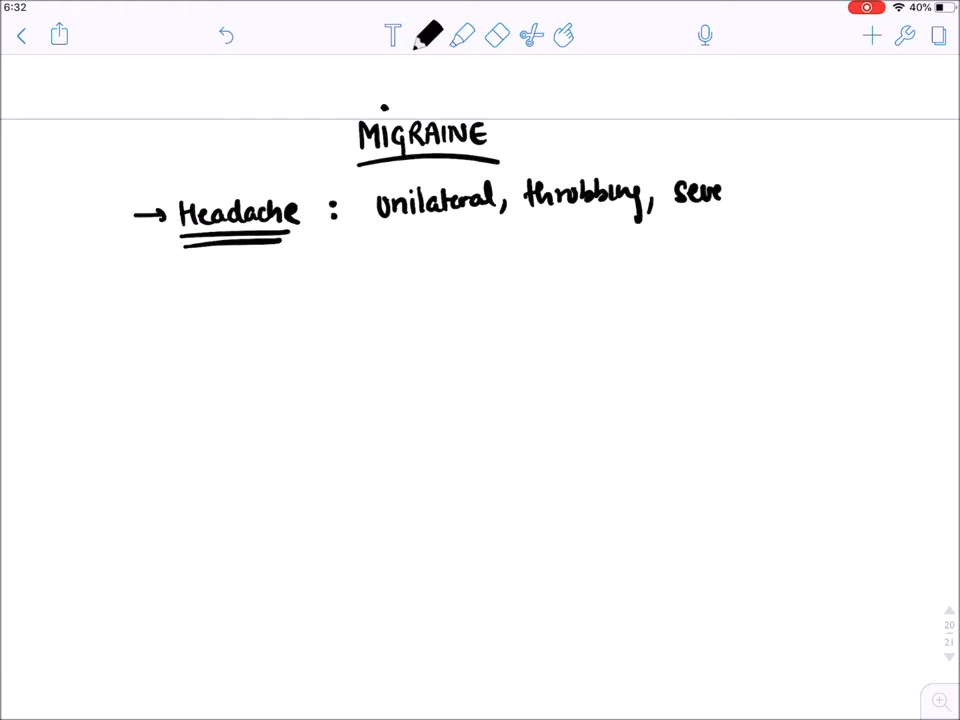 6:32
40%
T
MIGRAINE
→ Headache : unilateral, throbbing, seve
20
21